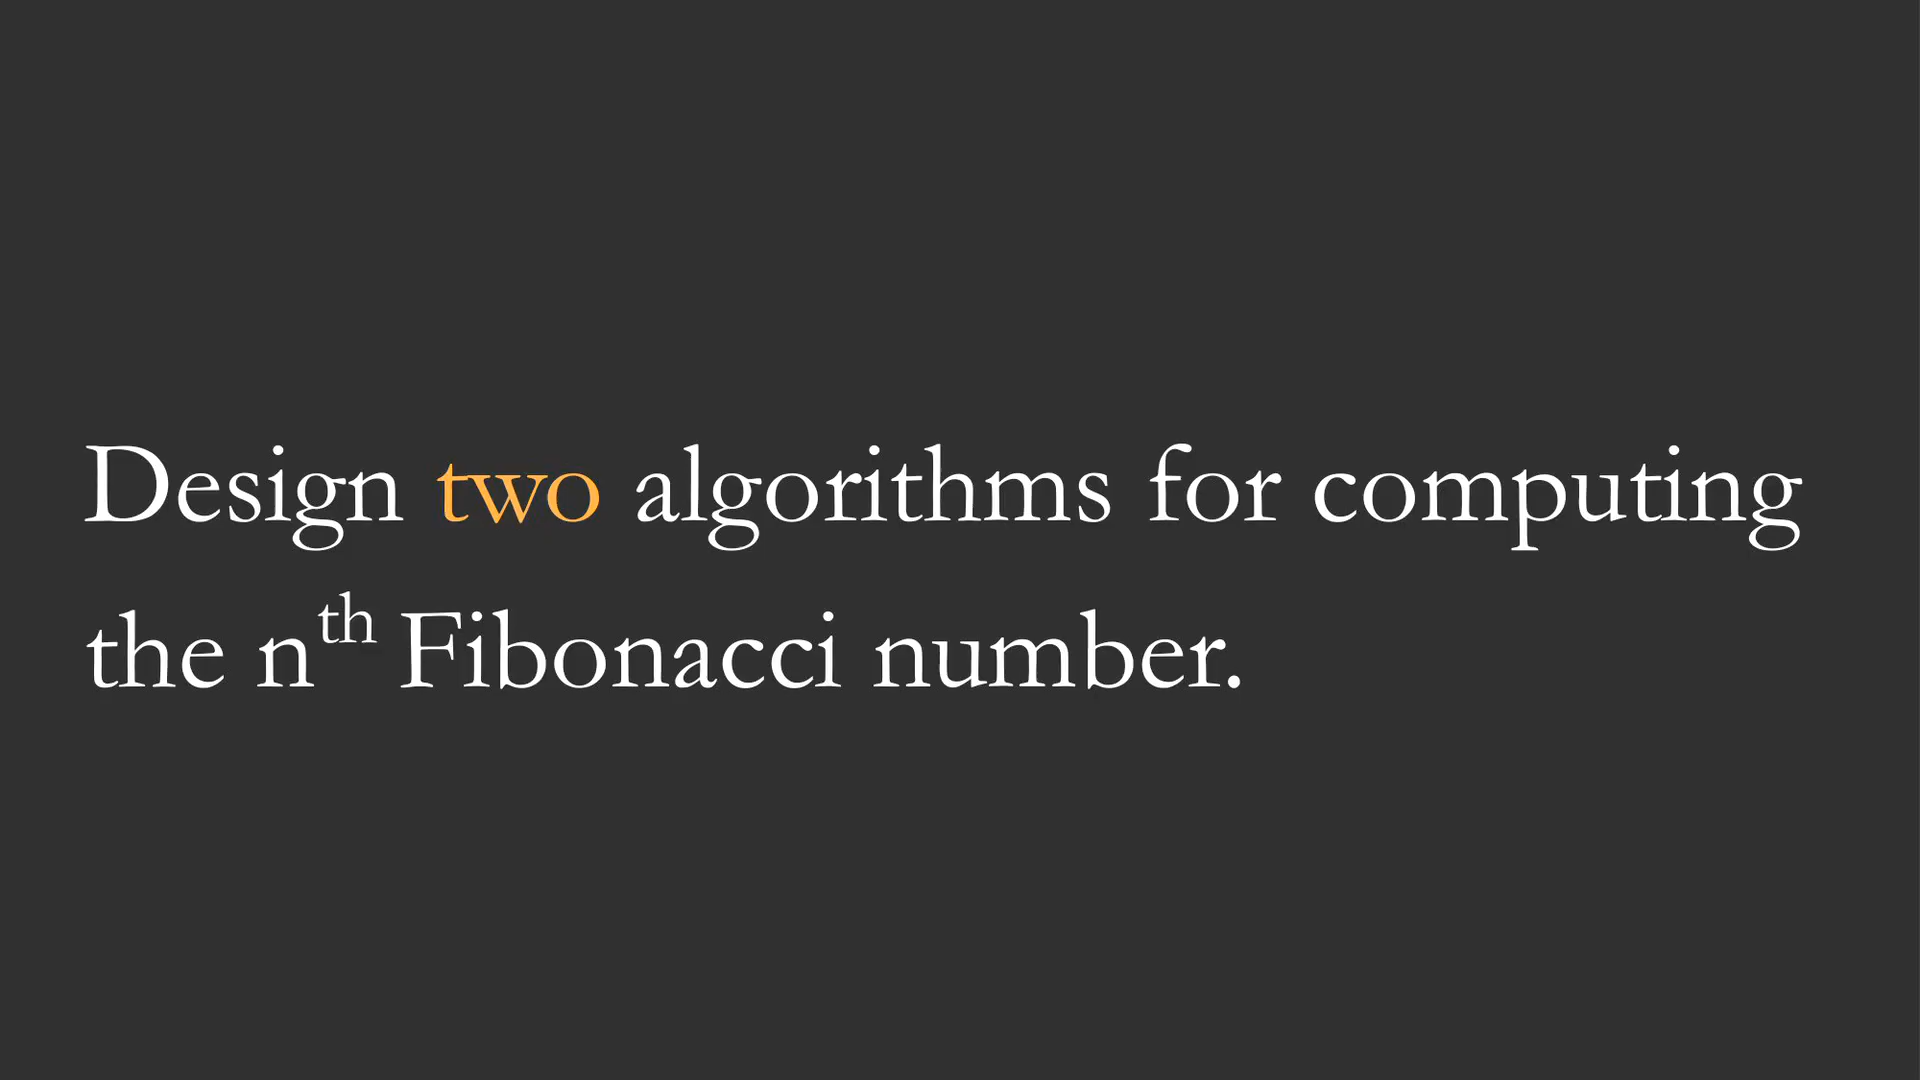 Design two algorithms for computing
the nth Fibonacci number.